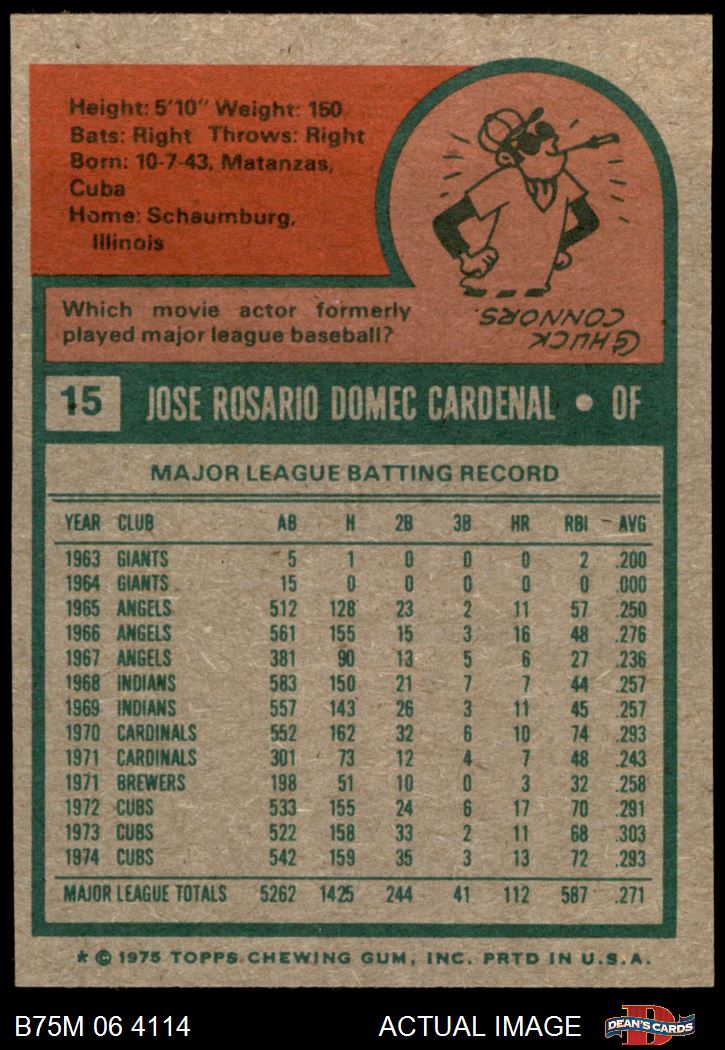 Height: 5'10" Weight: 150
Bats: Right Throws: Right
Born: 10-7-43, Matanzas,
Cuba
Home: Schaumburg,
Illinois
Which movie actor formerly
played major league baseball?
CHUCK
CONNORS.
15 JOSE ROSARIO DOMEC CARDENAL • OF
MAJOR LEAGUE BATTING RECORD
YEAR CLUB AB H 2B 3B HR RBI AVG
1963 GIANTS 5 1 0 0 0 2 .200
1964 GIANTS 15 0 0 0 0 0 .000
1965 ANGELS 512 128 23 2 11 57 .250
1966 ANGELS 561 155 15 3 16 48 .276
1967 ANGELS 381 90 13 5 6 27 .236
1968 INDIANS 583 150 21 7 7 44 .257
1969 INDIANS 557 143 26 3 11 45 .257
1970 CARDINALS 552 162 32 6 10 74 .293
1971 CARDINALS 301 73 12 4 7 48 .243
1971 BREWERS 198 51 10 0 3 32 .258
1972 CUBS 533 155 24 6 17 70 .291
1973 CUBS 522 158 33 2 11 68 .303
1974 CUBS 542 159 35 3 13 72 .293
MAJOR LEAGUE TOTALS 5262 1425 244 41 112 587 .271
* © 1975 TOPPS CHEWING GUM, INC. PRTD IN U.S.A.
B75M 06 4114 ACTUAL IMAGE
D
DEAN'S CARDS